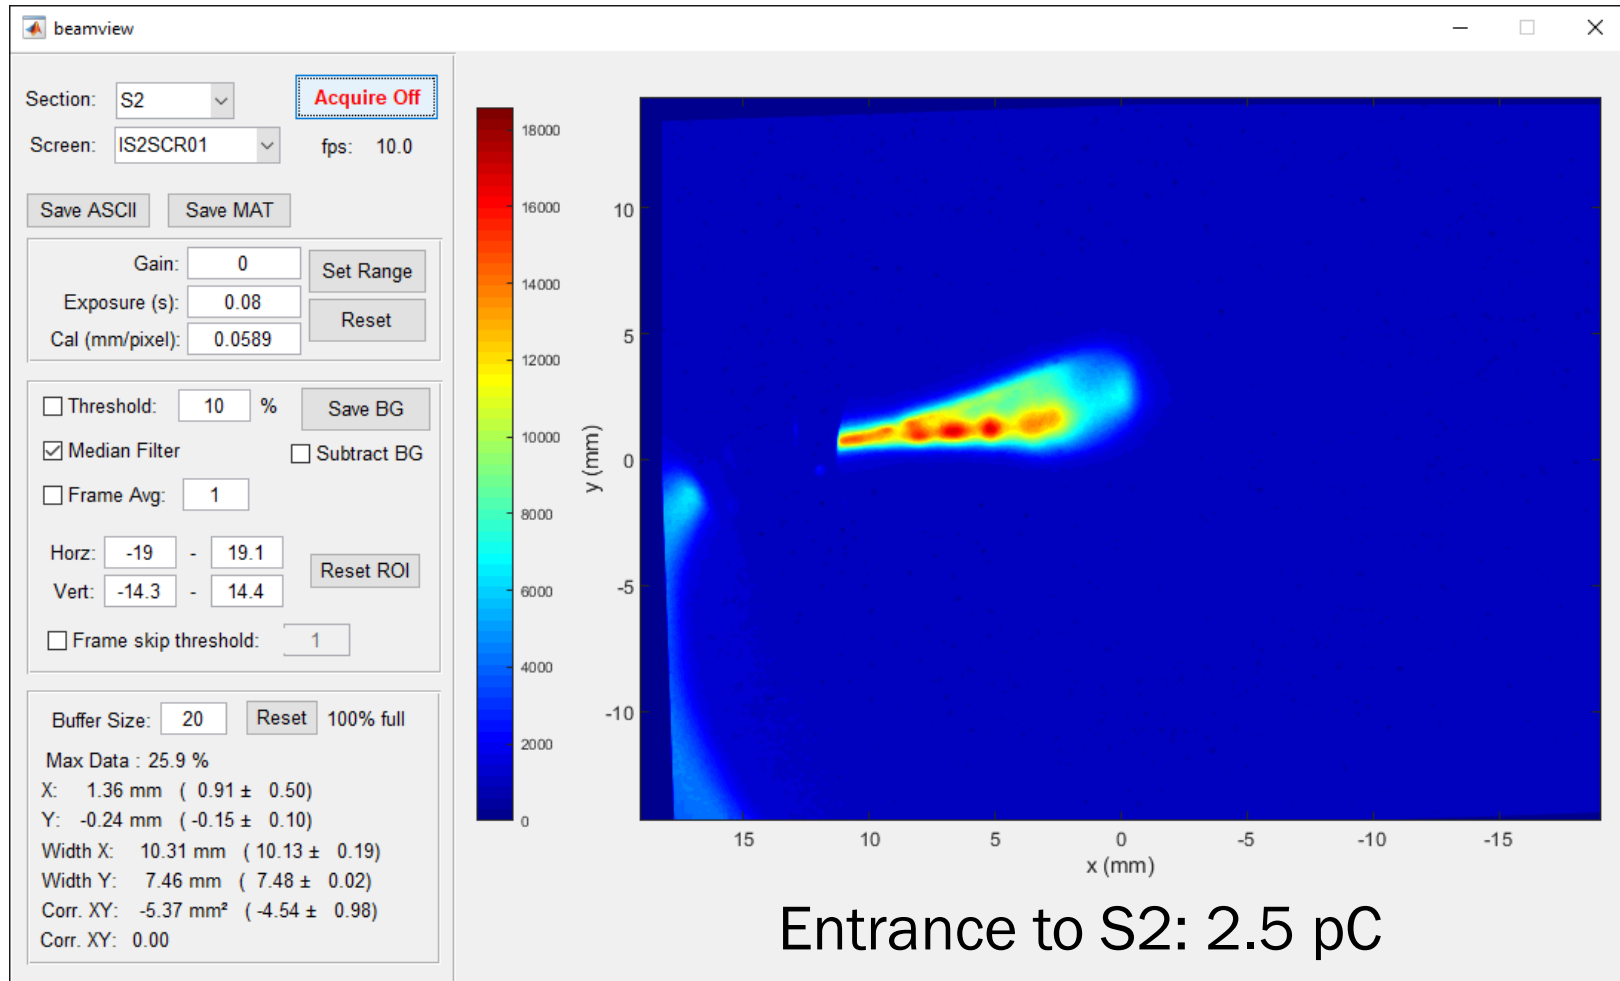 beamview
Section: S2 Acquire Off
Screen: IS2SCR01 fps: 10.0
Save ASCII Save MAT
Gain: 0 Set Range
Exposure (s): 0.08
Reset
Cal (mm/pixel): 0.0589
Threshold: 10 % Save BG
Median Filter Subtract BG
Frame Avg: 1
Horz: -19 - 19.1
Reset ROI
Vert: -14.3 - 14.4
Frame skip threshold: 1
Buffer Size: 20 Reset 100% full
Max Data : 25.9 %
X: 1.36 mm ( 0.91 ± 0.50)
Y: -0.24 mm ( -0.15 ± 0.10)
Width X: 10.31 mm ( 10.13 ± 0.19)
Width Y: 7.46 mm ( 7.48 ± 0.02)
Corr. XY: -5.37 mm² ( -4.54 ± 0.98)
Corr. XY: 0.00
18000
16000
14000
12000
10000
8000
6000
4000
2000
0
y (mm)
10
5
0
-5
-10
15 10 5 0 -5 -10 -15
x (mm)
Entrance to S2: 2.5 pC